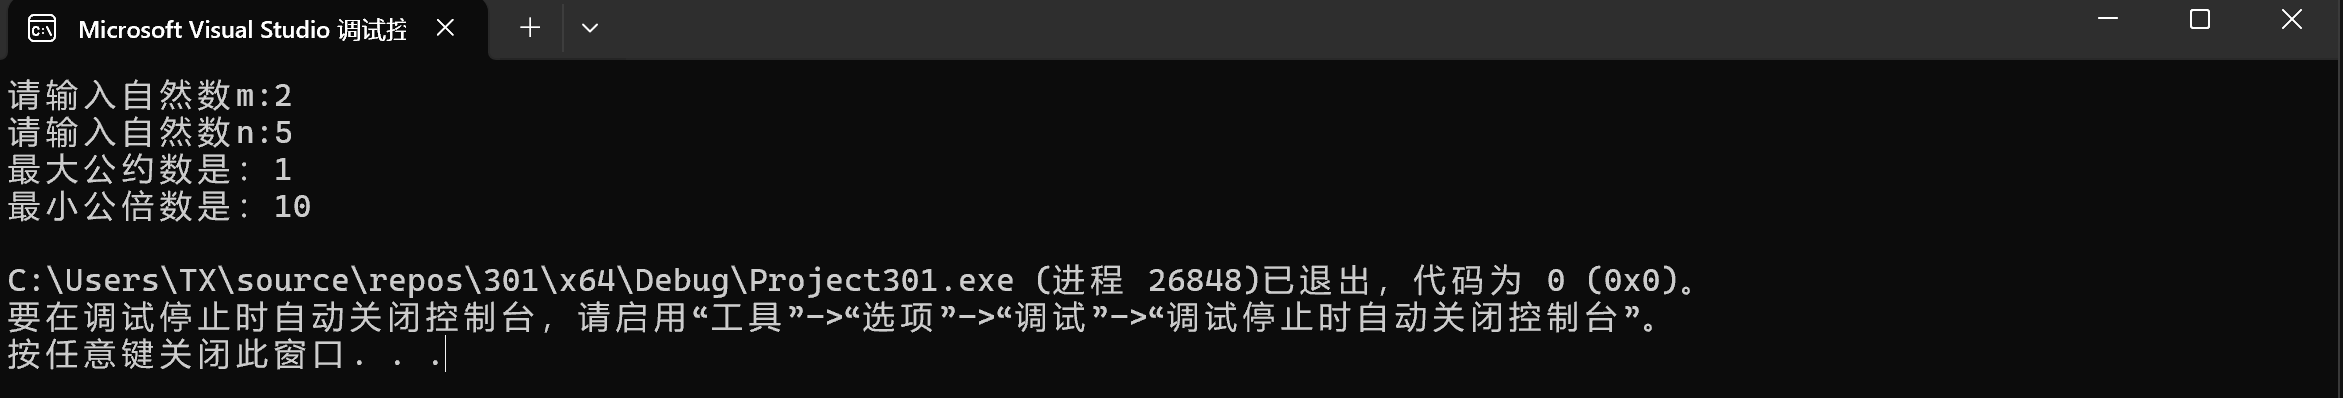 Microsoft Visual Studio 调试控
请输入自然数m:2
请输入自然数n:5
最大公约数是: 1
最小公倍数是: 10
C:\Users\TX\source\repos\301\x64\Debug\Project301.exe (进程 26848)已退出，代码为 0 (0x0)。
要在调试停止时自动关闭控制台，请启用“工具”->“选项”->“调试”->“调试停止时自动关闭控制台”。
按任意键关闭此窗口. . .